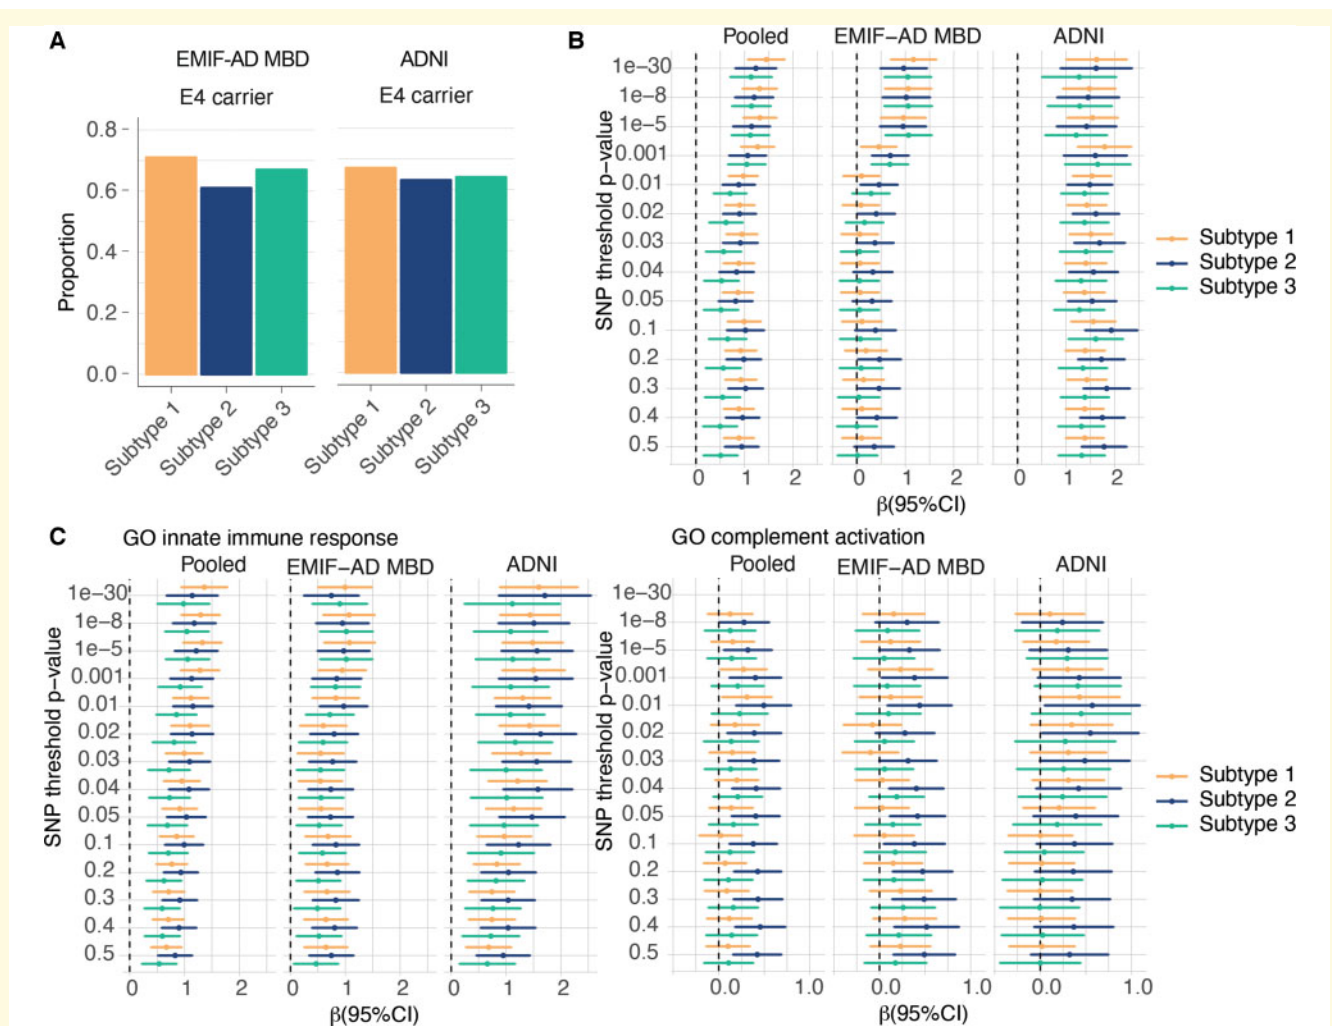 A
EMIF-AD MBD
ADNI
E4 carrier
E4 carrier
Proportion
0.8
0.6
0.4
0.2
0.0
Subtype 1
Subtype 2
Subtype 3
Subtype 1
Subtype 2
Subtype 3
B
Pooled
EMIF−AD MBD
ADNI
SNP threshold p−value
1e−30
1e−8
1e−5
0.001
0.01
0.02
0.03
0.04
0.05
0.1
0.2
0.3
0.4
0.5
0 1 2
0 1 2
0 1 2
β(95%CI)
Subtype 1
Subtype 2
Subtype 3
C
GO innate immune response
Pooled
EMIF−AD MBD
ADNI
SNP threshold p−value
1e−30
1e−8
1e−5
0.001
0.01
0.02
0.03
0.04
0.05
0.1
0.2
0.3
0.4
0.5
0 1 2
0 1 2
0 1 2
β(95%CI)
GO complement activation
Pooled
EMIF−AD MBD
ADNI
SNP threshold p−value
1e−30
1e−8
1e−5
0.001
0.01
0.02
0.03
0.04
0.05
0.1
0.2
0.3
0.4
0.5
0.0 1.0
0.0 1.0
0.0 1.0
β(95%CI)
Subtype 1
Subtype 2
Subtype 3